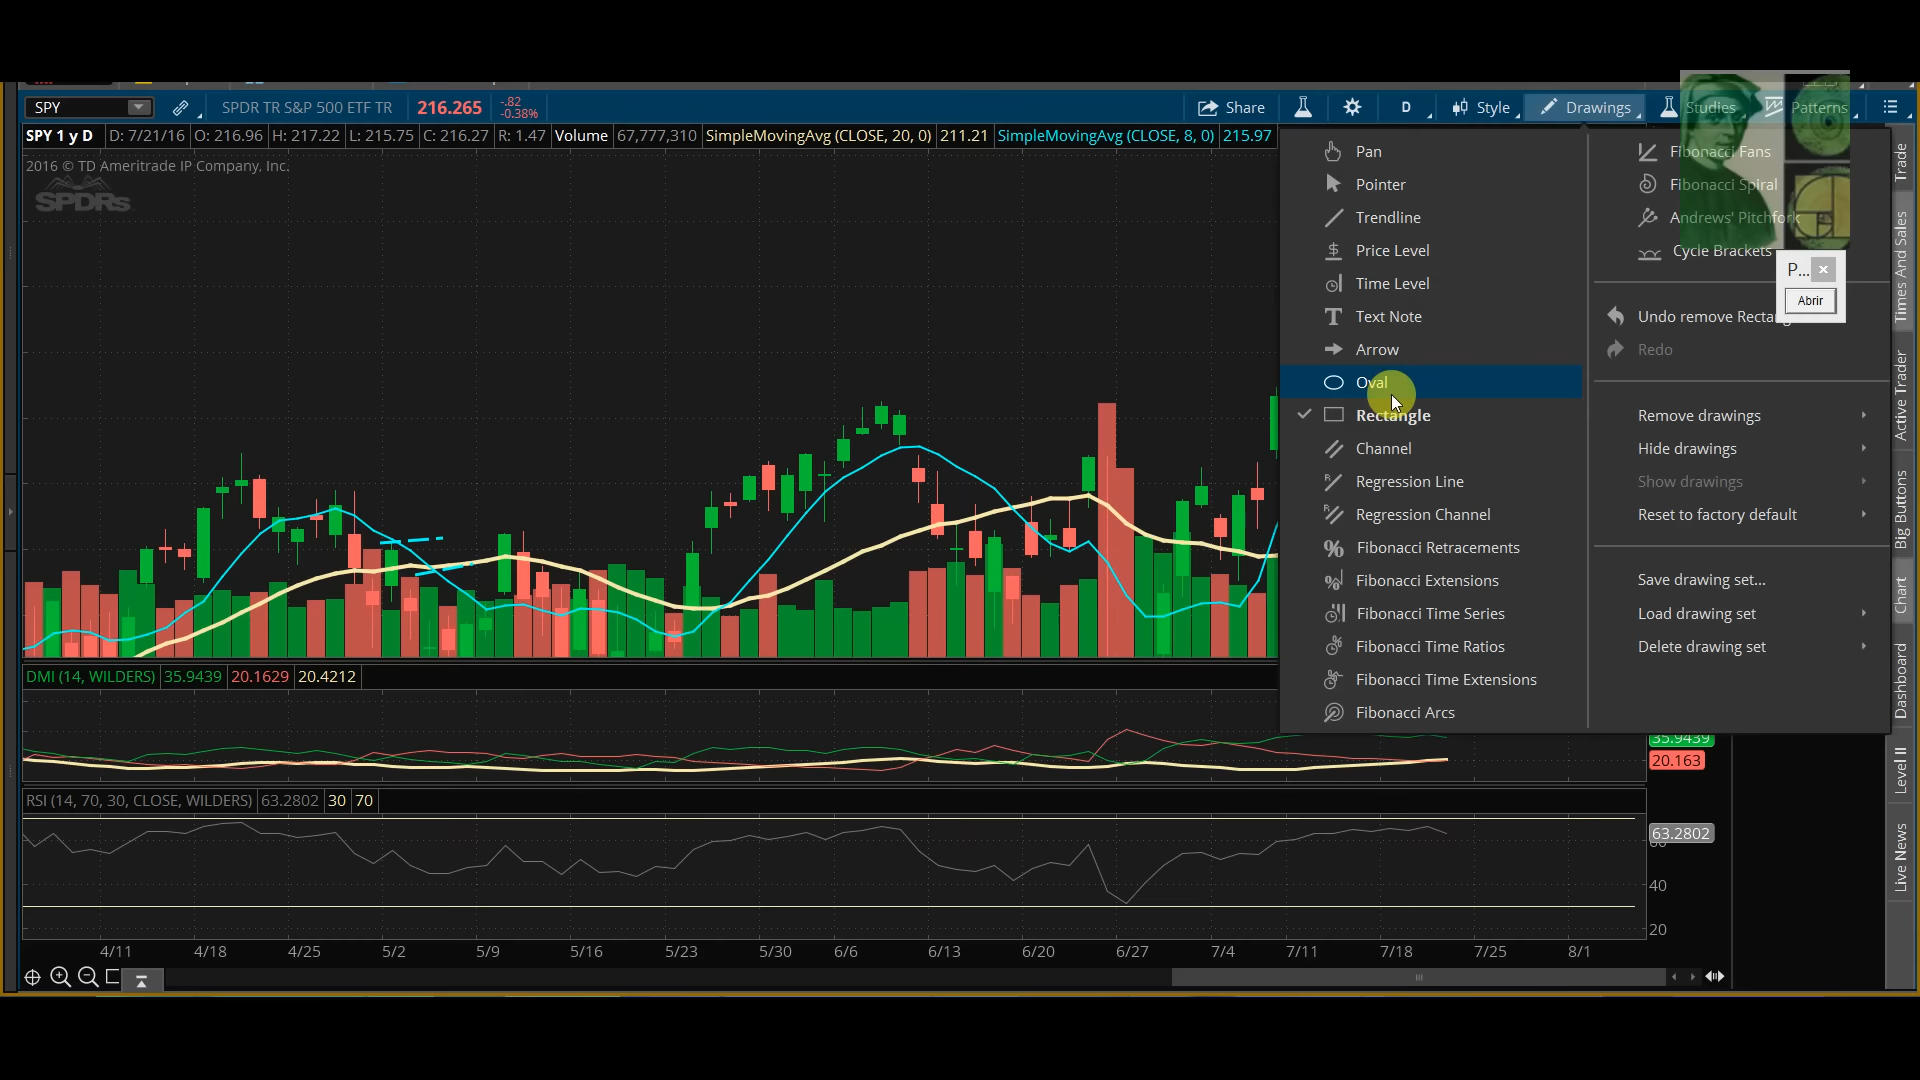 SPY
SPDR TR S&P 500 ETF TR
216.265
-.82
-0.38%
Share
D
Style
Drawings
Studies
Patterns
SPY 1 y D
D: 7/21/16
O: 216.96
H: 217.22
L: 215.75
C: 216.27
R: 1.47
Volume
67,777,310
SimpleMovingAvg (CLOSE, 20, 0)
211.21
SimpleMovingAvg (CLOSE, 8, 0)
215.97
2016 © TD Ameritrade IP Company, Inc.
SPDRs
Pan
Pointer
Trendline
Price Level
Time Level
Text Note
Arrow
Oval
Rectangle
Channel
Regression Line
Regression Channel
Fibonacci Retracements
Fibonacci Extensions
Fibonacci Time Series
Fibonacci Time Ratios
Fibonacci Time Extensions
Fibonacci Arcs
Fibonacci Fans
Fibonacci Spiral
Andrews' Pitchfork
Cycle Brackets
Undo remove Rectang
Redo
Remove drawings
Hide drawings
Show drawings
Reset to factory default
Save drawing set...
Load drawing set
Delete drawing set
P...
Abrir
Trade
Times And Sales
Active Trader
Big Buttons
Chart
Dashboard
Level II
Live News
DMI (14, WILDERS)
35.9439
20.1629
20.4212
35.9439
20.163
RSI (14, 70, 30, CLOSE, WILDERS)
63.2802
30
70
63.2802
40
20
4/11
4/18
4/25
5/2
5/9
5/16
5/23
5/30
6/6
6/13
6/20
6/27
7/4
7/11
7/18
7/25
8/1